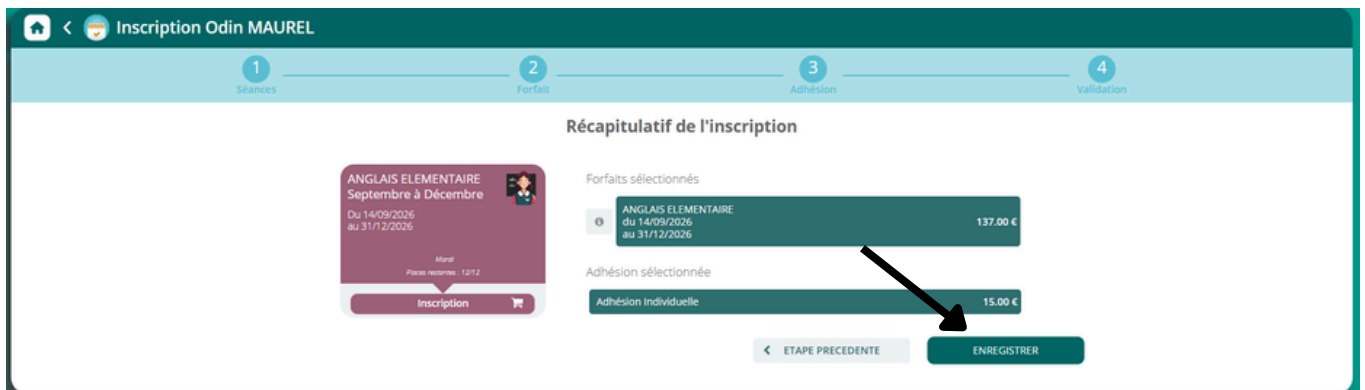 Inscription Odin MAUREL
1
Séances
2
Forfait
3
Adhésion
4
Validation
Récapitulatif de l'inscription
ANGLAIS ELEMENTAIRE
Septembre à Décembre
Du 14/09/2026
au 31/12/2026
Mardi
Places restantes : 12/12
Inscription
Forfaits sélectionnés
ANGLAIS ELEMENTAIRE
du 14/09/2026
au 31/12/2026
137.00 €
Adhésion sélectionnée
Adhésion Individuelle
15.00 €
ETAPE PRECEDENTE
ENREGISTRER